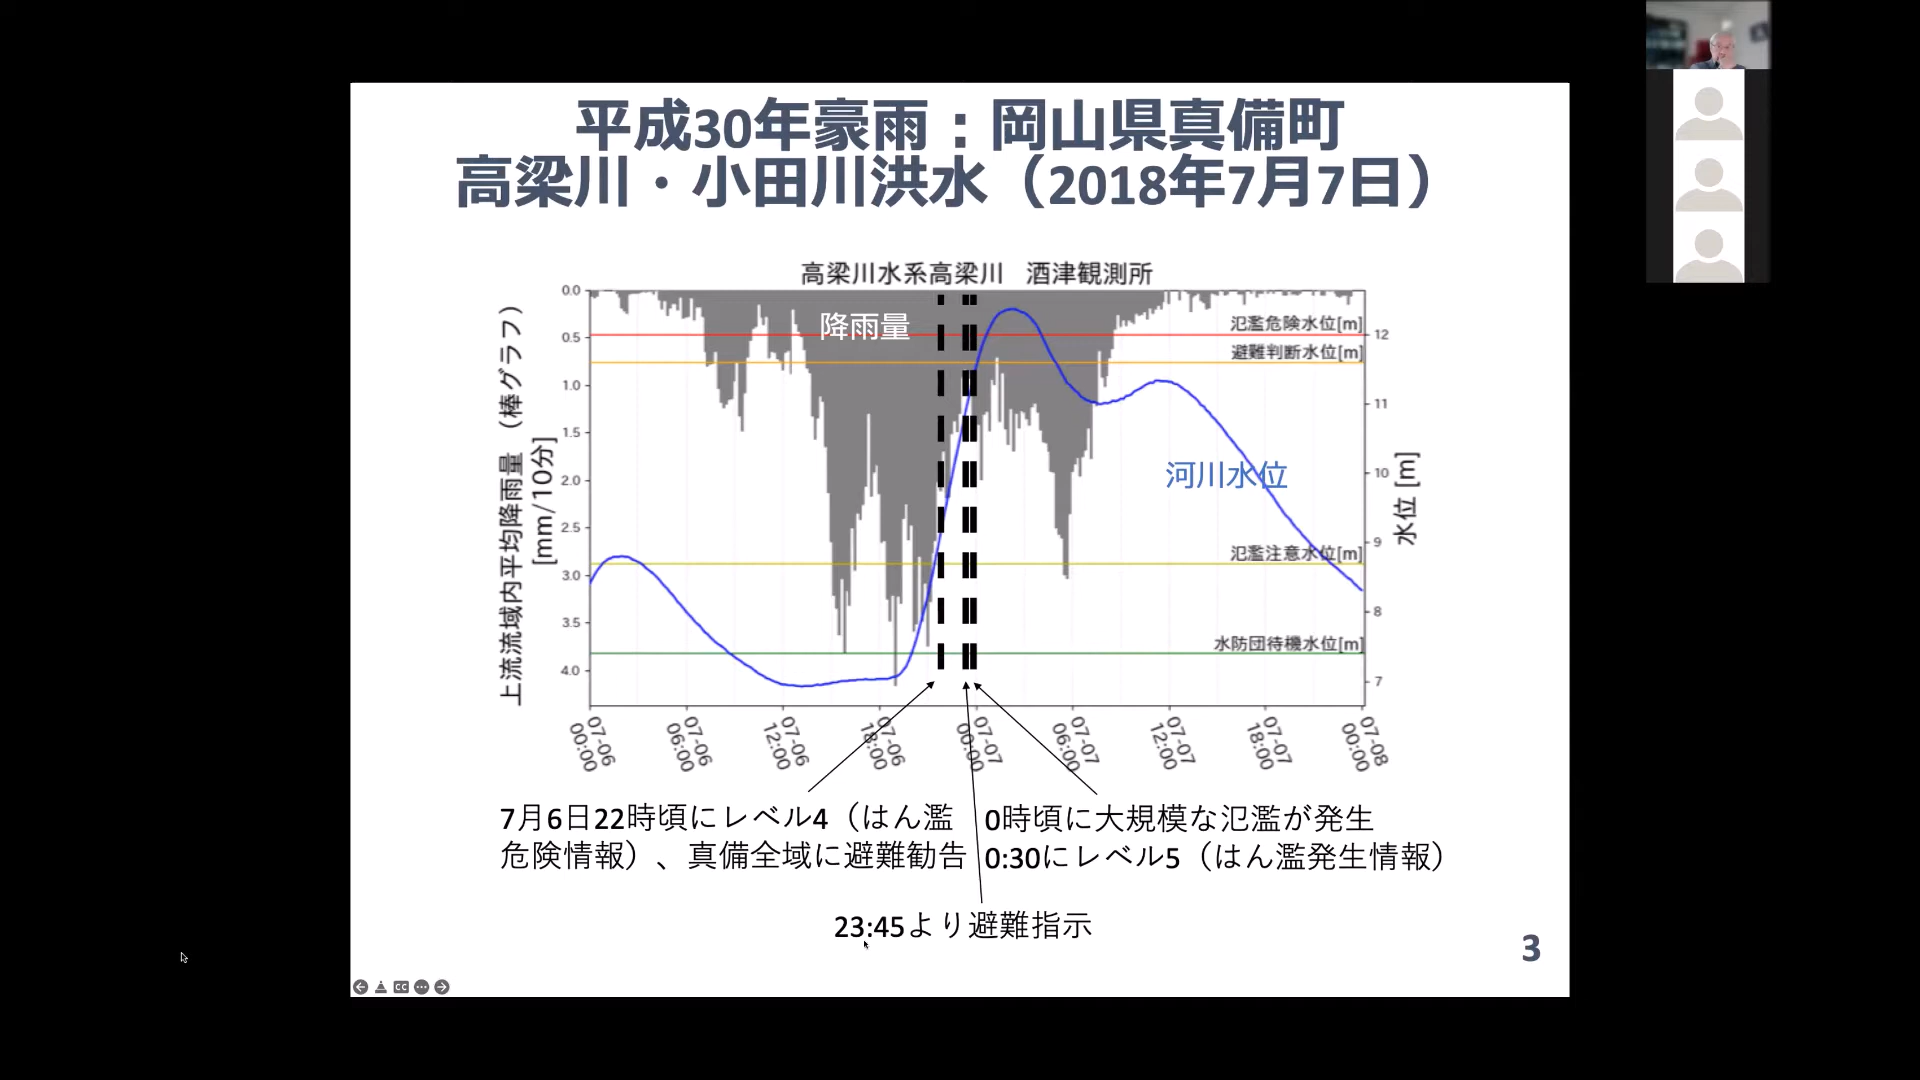 平成30年豪雨：岡山県真備町
高梁川・小田川洪水（2018年7月7日）
高梁川水系高梁川　酒津観測所
上流流域内平均降雨量（棒グラフ）
[mm/10分]
0.0
0.5
1.0
1.5
2.0
2.5
3.0
3.5
4.0
降雨量
氾濫危険水位[m]
避難判断水位[m]
河川水位
氾濫注意水位[m]
水防団待機水位[m]
12
11
10
9
8
7
水位 [m]
07-06
00:00
07-06
06:00
07-06
12:00
07-06
18:00
07-07
00:00
07-07
06:00
07-07
12:00
07-07
18:00
07-08
00:00
7月6日22時頃にレベル4（はん濫
危険情報）、真備全域に避難勧告
0時頃に大規模な氾濫が発生
0:30にレベル5（はん濫発生情報）
23:45より避難指示
3
CC